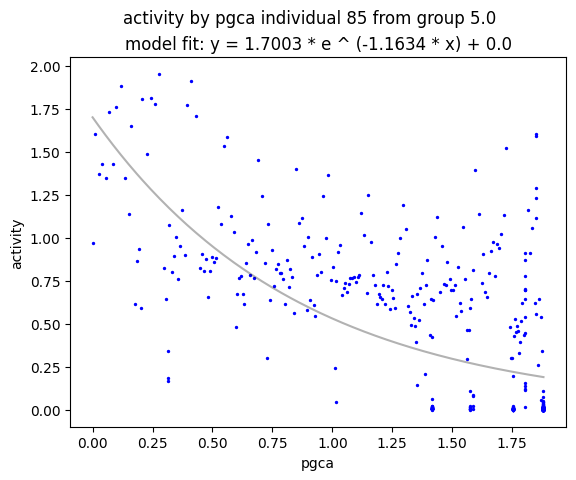 activity by pgca individual 85 from group 5.0
model fit: y = 1.7003 * e ^ (-1.1634 * x) + 0.0
2.00
1.75
1.50
1.25
1.00
0.75
0.50
0.25
0.00
activity
0.00 0.25 0.50 0.75 1.00 1.25 1.50 1.75
pgca